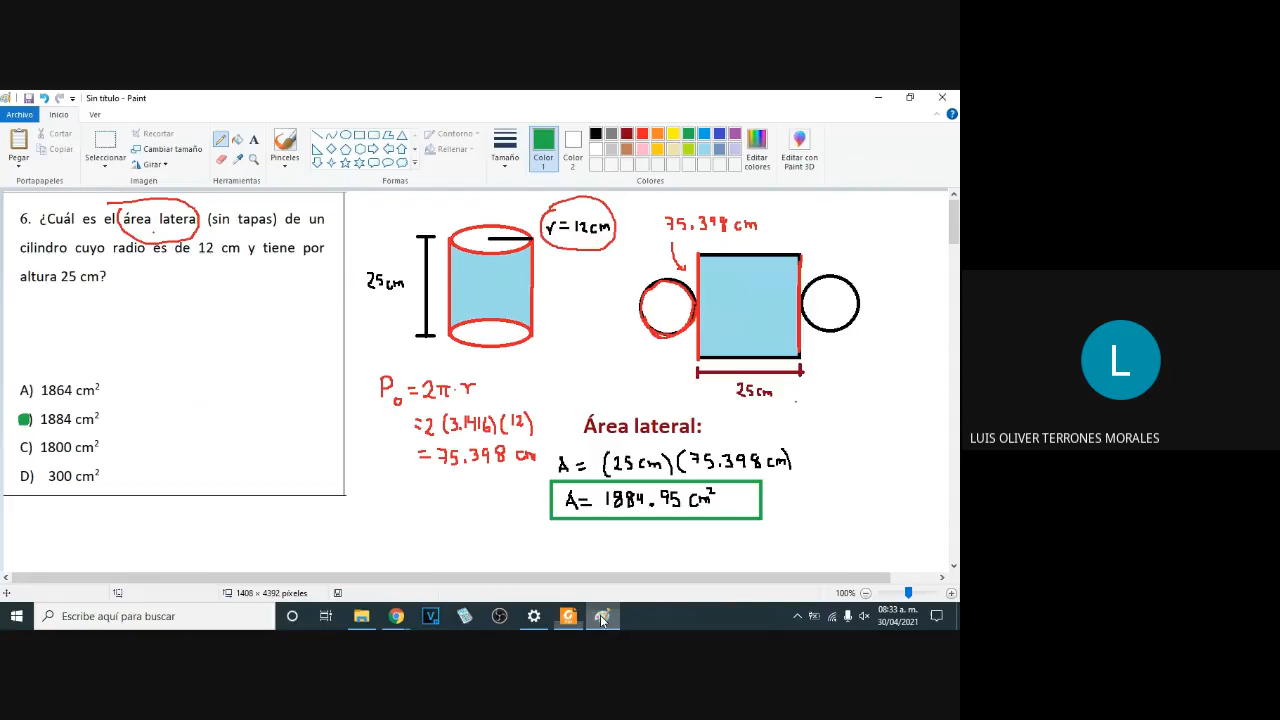 Sin título - Paint
Archivo Inicio Ver
Pegar
Cortar
Copiar
Portapapeles
Seleccionar
Recortar
Cambiar tamaño
Girar
Imagen
A
Herramientas
Pinceles
Contorno
Rellenar
Formas
Tamaño
Color 1
Color 2
Editar colores
Editar con Paint 3D
Colores
6. ¿Cuál es el área latera (sin tapas) de un
cilindro cuyo radio es de 12 cm y tiene por
altura 25 cm?
A) 1864 cm²
) 1884 cm²
C) 1800 cm²
D) 300 cm²
r = 12cm
25cm
75.398 cm
25cm
P₀ = 2π·r
= 2 (3.1416)(12)
= 75.398 cm
Área lateral:
A = (25cm)(75.398 cm)
A = 1884.95 cm²
1408 × 4392 píxeles
100%
Escribe aquí para buscar
V
08:33 a. m.
30/04/2021
L
LUIS OLIVER TERRONES MORALES